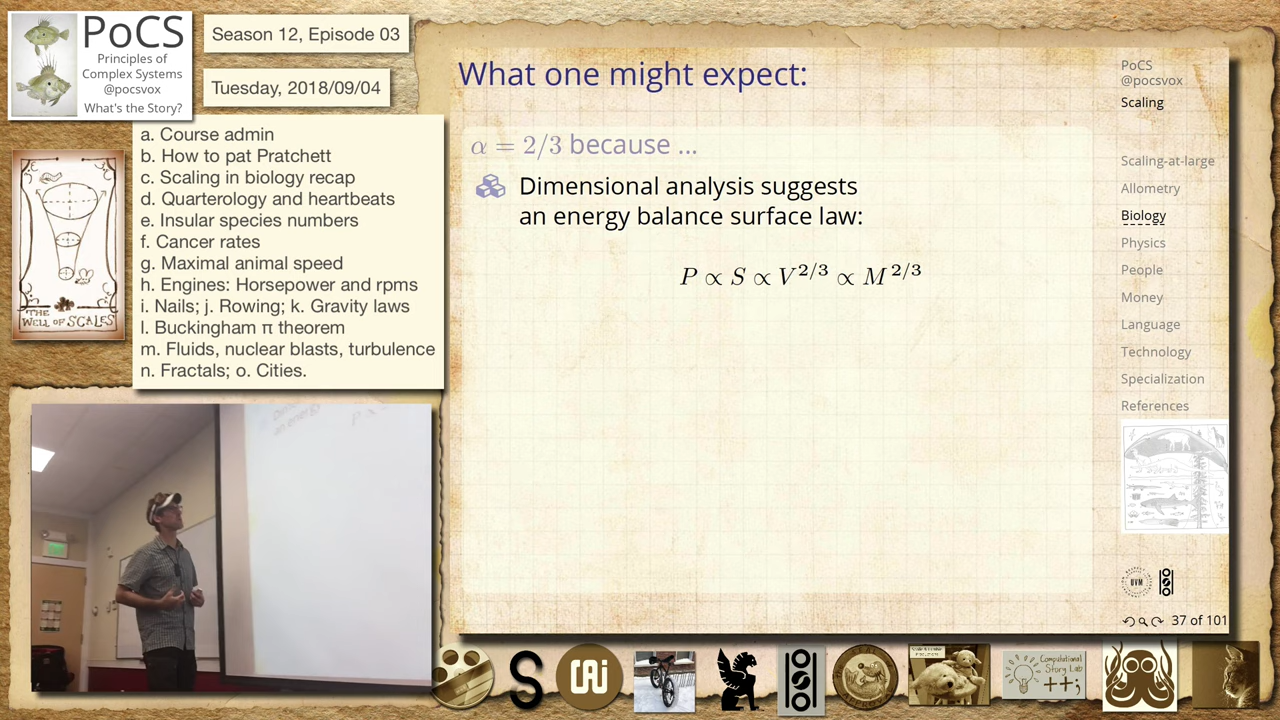 PoCS
Principles of
Complex Systems
@pocsvox
What's the Story?
Season 12, Episode 03
Tuesday, 2018/09/04
a. Course admin
b. How to pat Pratchett
c. Scaling in biology recap
d. Quarterology and heartbeats
e. Insular species numbers
f. Cancer rates
g. Maximal animal speed
h. Engines: Horsepower and rpms
i. Nails; j. Rowing; k. Gravity laws
l. Buckingham π theorem
m. Fluids, nuclear blasts, turbulence
n. Fractals; o. Cities.
THE
WELL OF SCALES
What one might expect:
α = 2/3 because ...
Dimensional analysis suggests
an energy balance surface law:
P ∝ S ∝ V^{2/3} ∝ M^{2/3}
PoCS
@pocsvox
Scaling
Scaling-at-large
Allometry
Biology
Physics
People
Money
Language
Technology
Specialization
References
UVM
37 of 101
Computational
Story Lab
++;